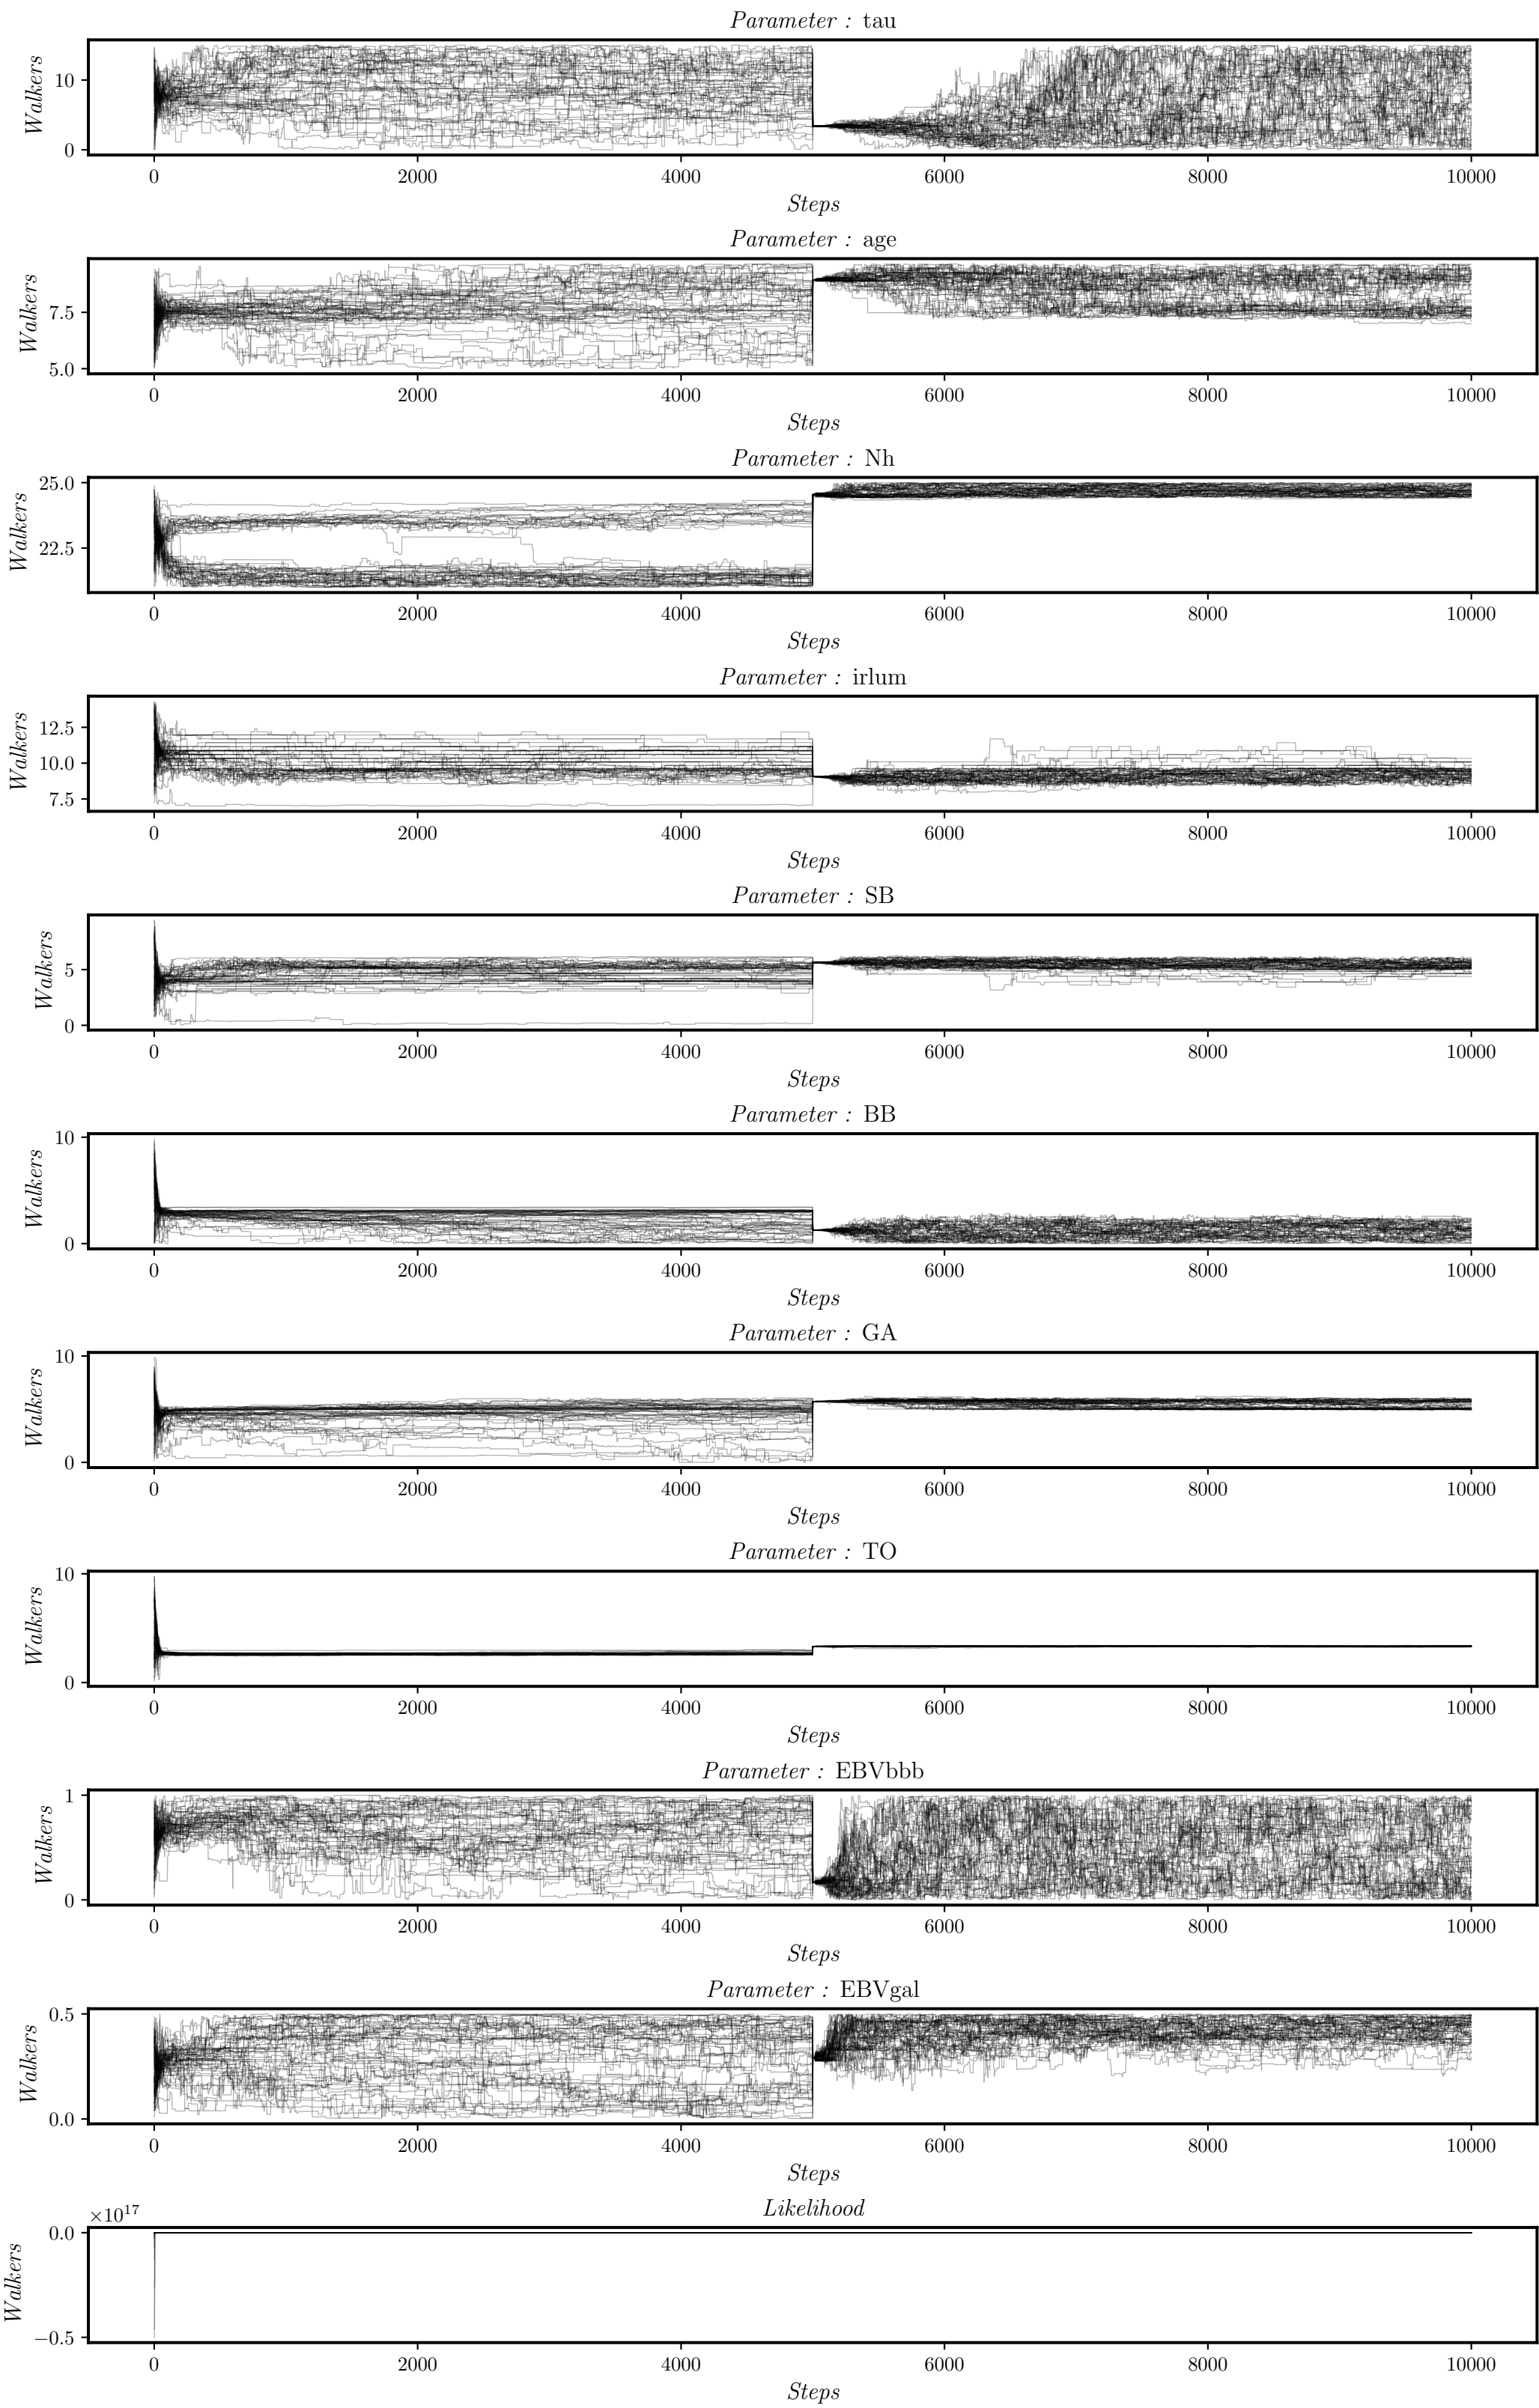 Parameter : tau
10
0
Walkers
0 2000 4000 6000 8000 10000
Steps
Parameter : age
7.5
5.0
Walkers
0 2000 4000 6000 8000 10000
Steps
Parameter : Nh
25.0
22.5
Walkers
0 2000 4000 6000 8000 10000
Steps
Parameter : irlum
12.5
10.0
7.5
Walkers
0 2000 4000 6000 8000 10000
Steps
Parameter : SB
5
0
Walkers
0 2000 4000 6000 8000 10000
Steps
Parameter : BB
10
0
Walkers
0 2000 4000 6000 8000 10000
Steps
Parameter : GA
10
0
Walkers
0 2000 4000 6000 8000 10000
Steps
Parameter : TO
10
0
Walkers
0 2000 4000 6000 8000 10000
Steps
Parameter : EBVbbb
1
0
Walkers
0 2000 4000 6000 8000 10000
Steps
Parameter : EBVgal
0.5
0.0
Walkers
0 2000 4000 6000 8000 10000
Steps
Likelihood
×10¹⁷
0.0
−0.5
Walkers
0 2000 4000 6000 8000 10000
Steps